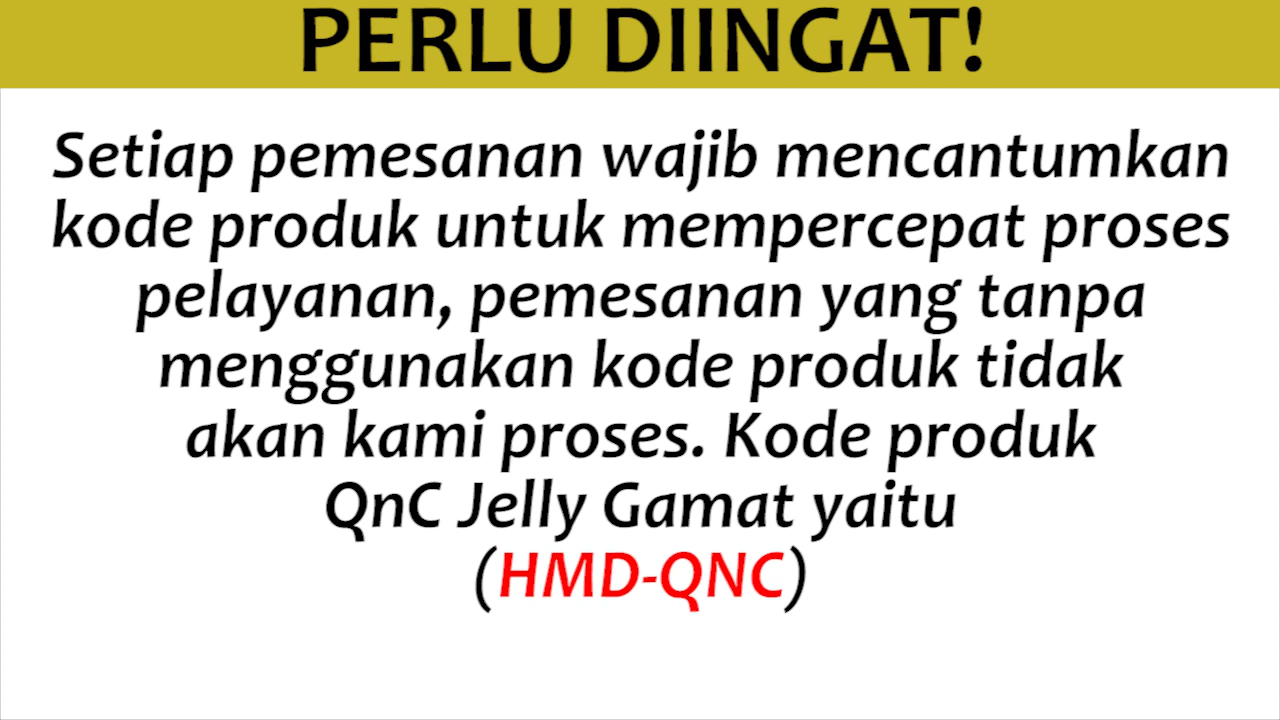 PERLU DIINGAT!
Setiap pemesanan wajib mencantumkan
kode produk untuk mempercepat proses
pelayanan, pemesanan yang tanpa
menggunakan kode produk tidak
akan kami proses. Kode produk
QnC Jelly Gamat yaitu
(HMD-QNC)